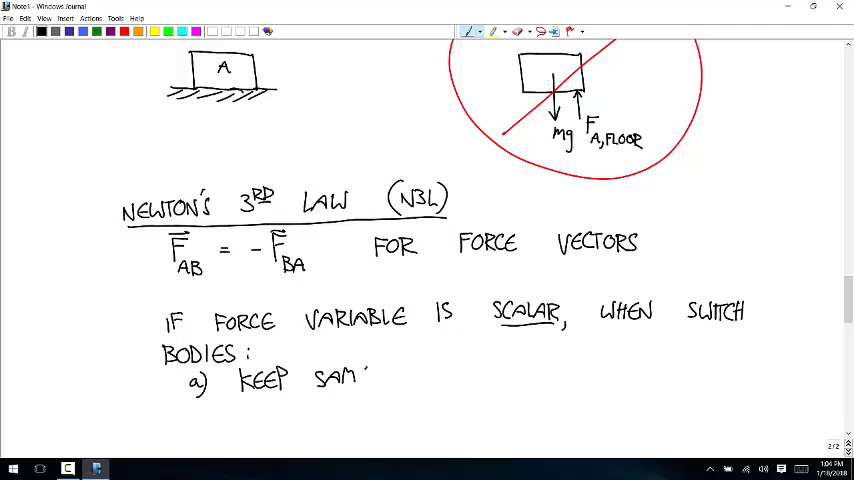 Note1 - Windows Journal
File Edit View Insert Actions Tools Help
A
mg
F A, FLOOR
NEWTON'S 3RD LAW (N3L)
F AB = - F BA FOR FORCE VECTORS
IF FORCE VARIABLE IS SCALAR, WHEN SWITCH
BODIES:
a) KEEP SAM
2/2
1:04 PM
1/18/2018